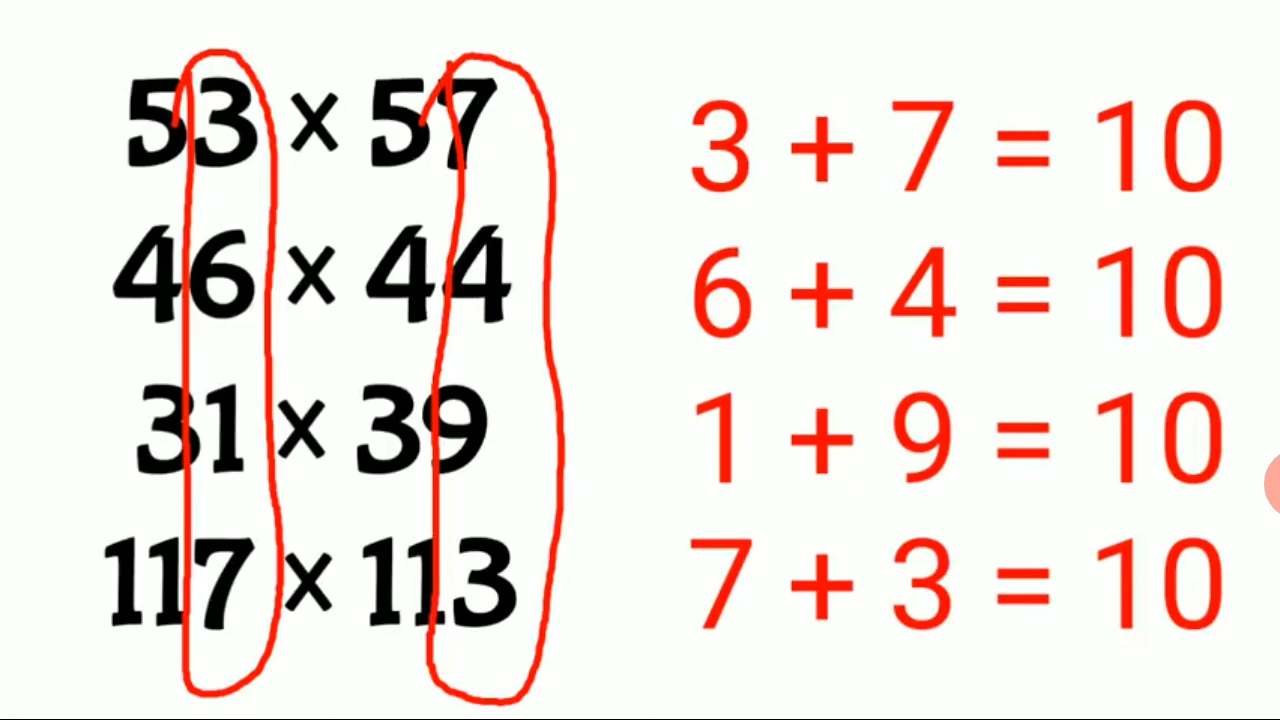 53 × 57 3 + 7 = 10
46 × 44 6 + 4 = 10
31 × 39 1 + 9 = 10
117 × 113 7 + 3 = 10